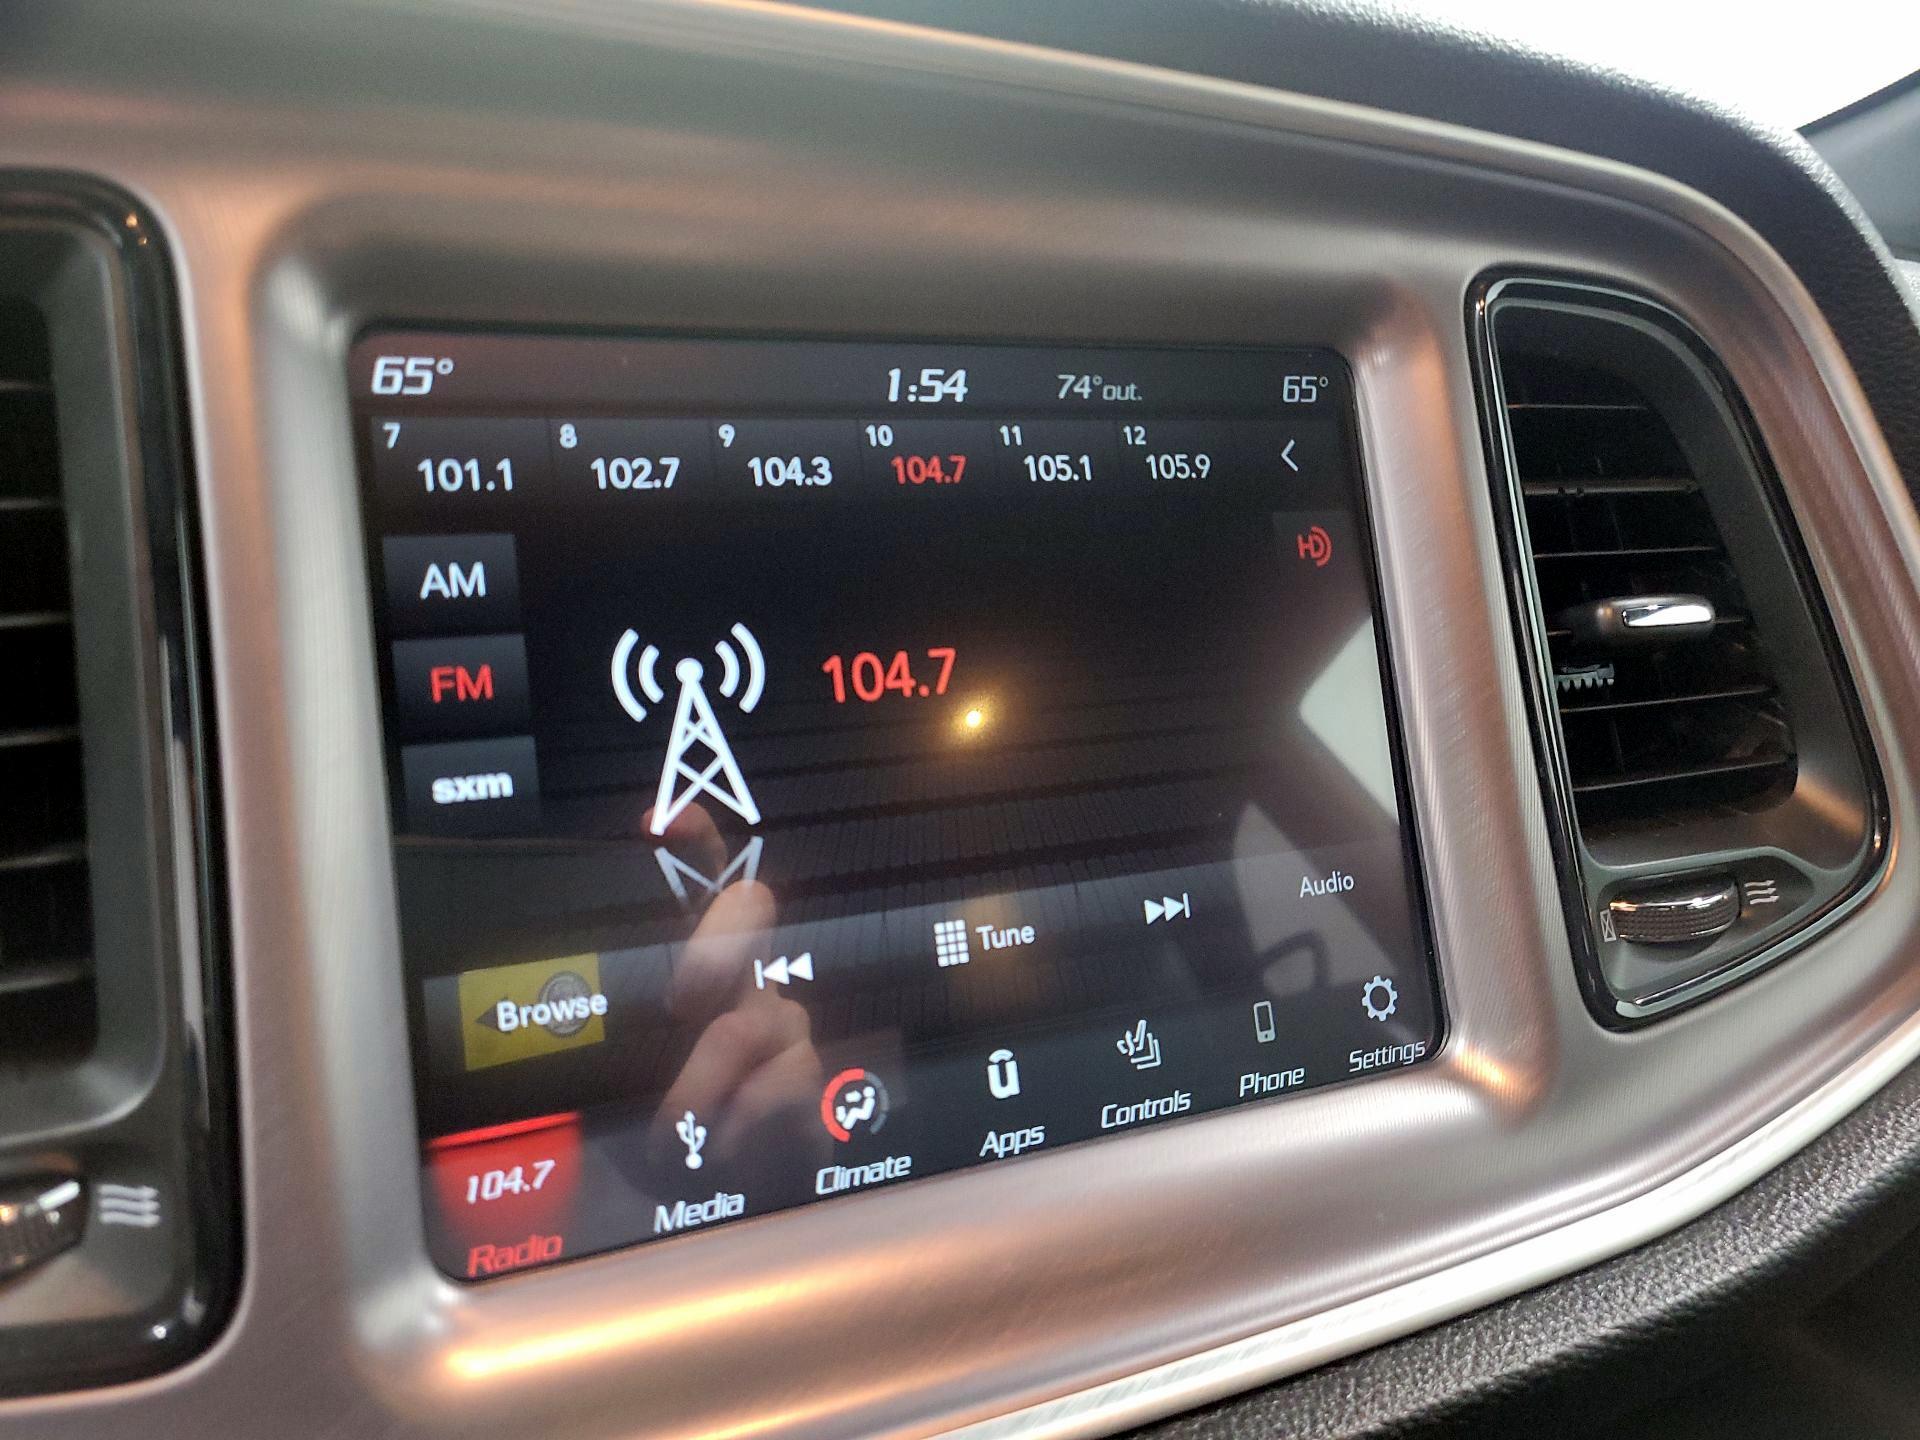 65° 1:54 74° out. 65°
7 8 9 10 11 12
101.1 102.7 104.3 104.7 105.1 105.9
HD
AM
FM 104.7
sxm
Browse Tune Audio
104.7
Radio Media Climate Apps Controls Phone Settings